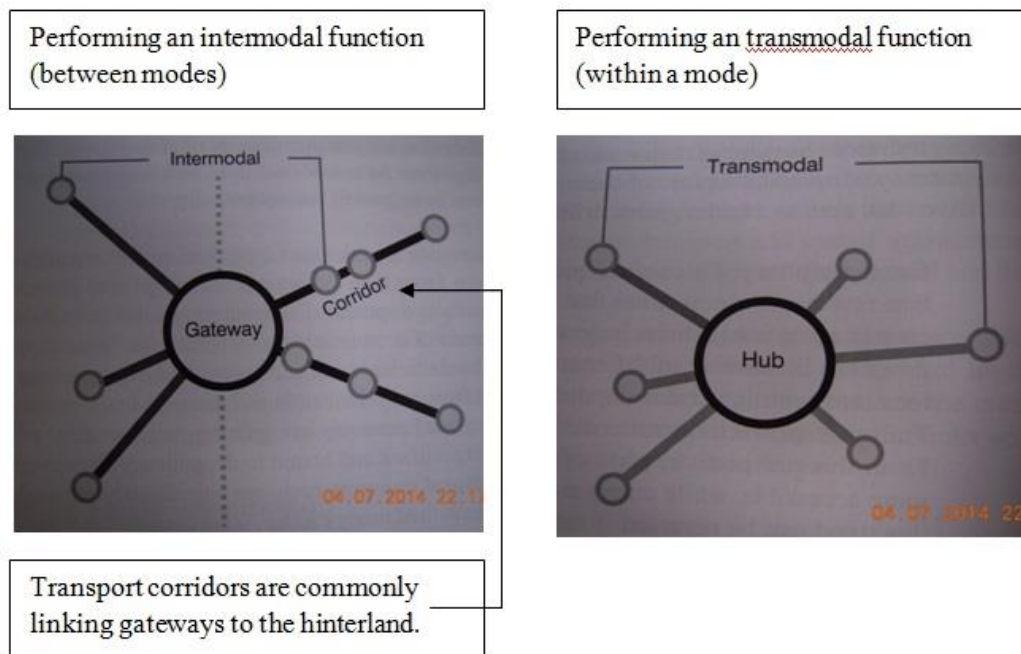 Performing an intermodal function
(between modes)
Performing an transmodal function
(within a mode)
Intermodal
Gateway
Corridor
04.07.2014 22:1
Transmodal
Hub
04.07.2014 22
Transport corridors are commonly
linking gateways to the hinterland.